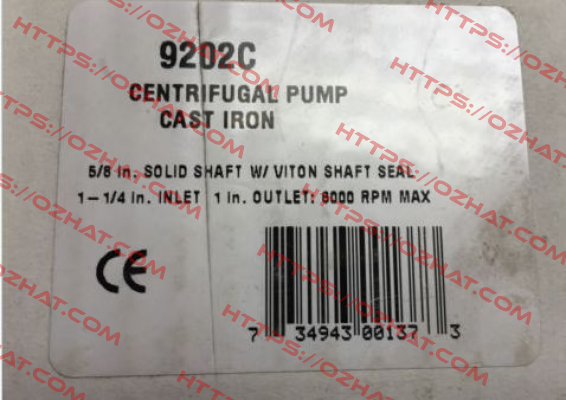 9202C
CENTRIFUGAL PUMP
CAST IRON
5/8 in. SOLID SHAFT W/ VITON SHAFT SEAL
1-1/4 in. INLET 1 in. OUTLET: 6000 RPM MAX
CE
7 34943 00137 3
HTTPS://OZHAT.COM